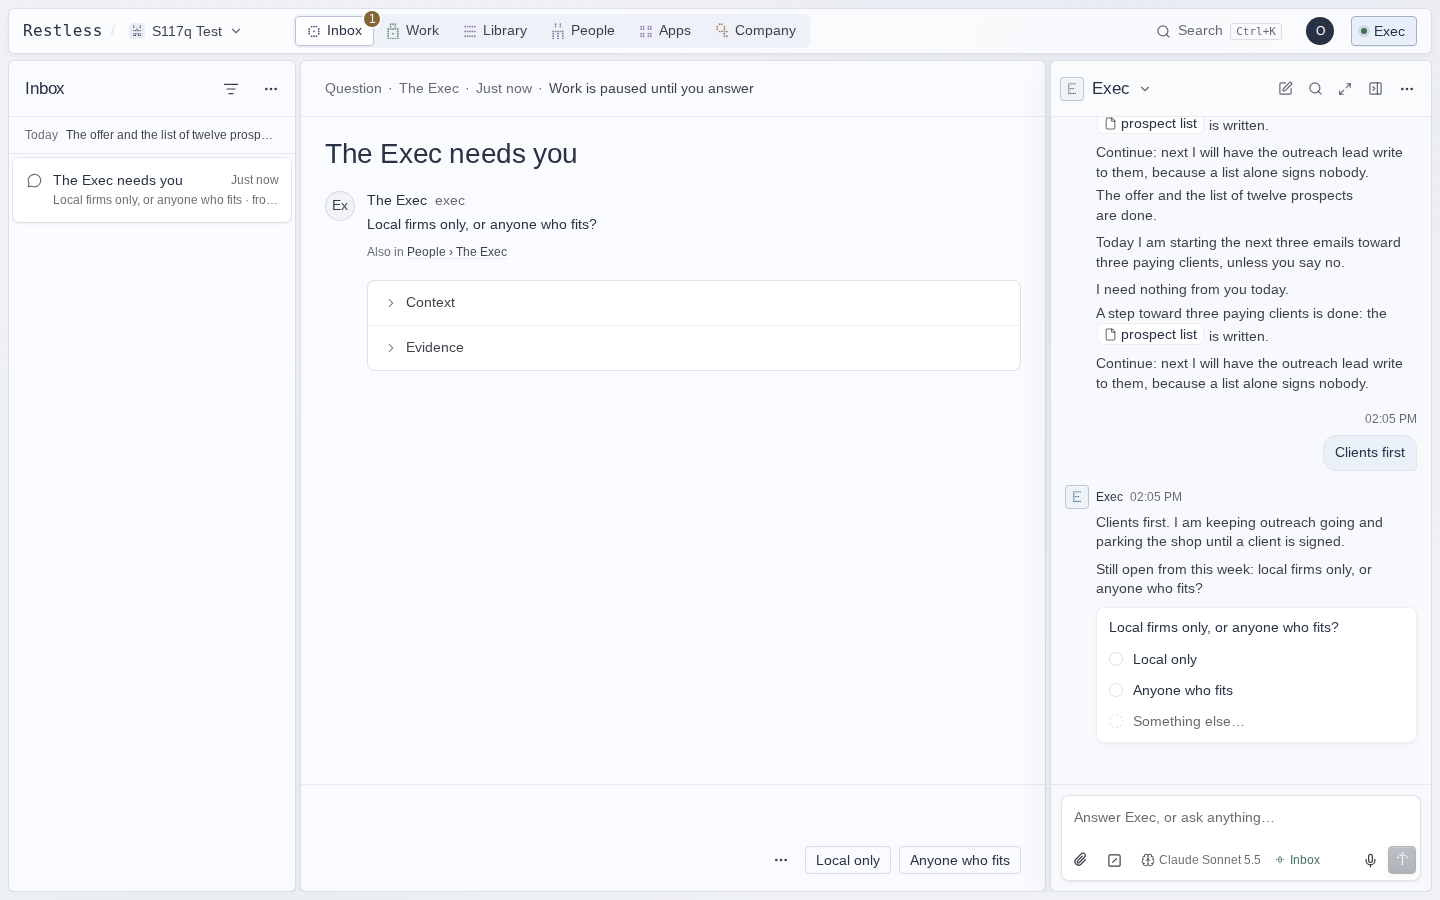 Restless / S117q Test
Inbox 1 Work Library People Apps Company
Search Ctrl+K O Exec
Inbox
Today The offer and the list of twelve prosp…
The Exec needs you Just now
Local firms only, or anyone who fits? · fro…
Question · The Exec · Just now · Work is paused until you answer
The Exec needs you
Ex The Exec exec
Local firms only, or anyone who fits?
Also in People › The Exec
Context
Evidence
Local only Anyone who fits
E Exec
prospect list is written.
Continue: next I will have the outreach lead write
to them, because a list alone signs nobody.
The offer and the list of twelve prospects
are done.
Today I am starting the next three emails toward
three paying clients, unless you say no.
I need nothing from you today.
A step toward three paying clients is done: the
prospect list is written.
Continue: next I will have the outreach lead write
to them, because a list alone signs nobody.
02:05 PM
Clients first
E Exec 02:05 PM
Clients first. I am keeping outreach going and
parking the shop until a client is signed.
Still open from this week: local firms only, or
anyone who fits?
Local firms only, or anyone who fits?
Local only
Anyone who fits
Something else…
Answer Exec, or ask anything…
Claude Sonnet 5.5 Inbox